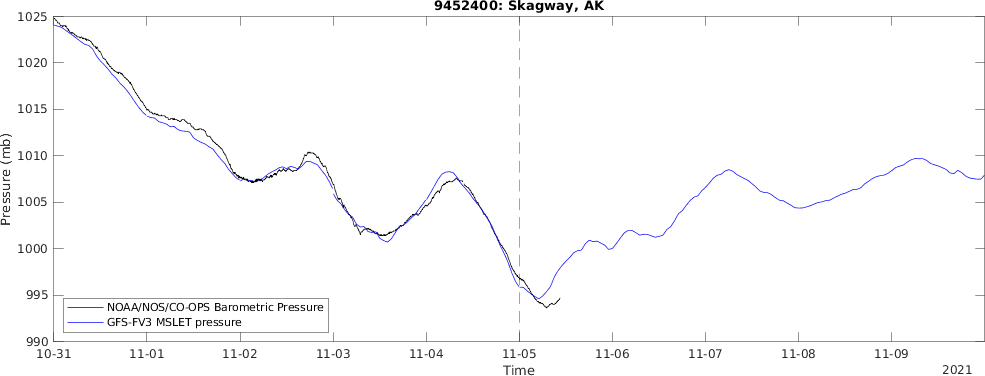 9452400: Skagway, AK
Pressure (mb)
1025
1020
1015
1010
1005
1000
995
990
NOAA/NOS/CO-OPS Barometric Pressure
GFS-FV3 MSLET pressure
10-31 11-01 11-02 11-03 11-04 11-05 11-06 11-07 11-08 11-09
Time
2021